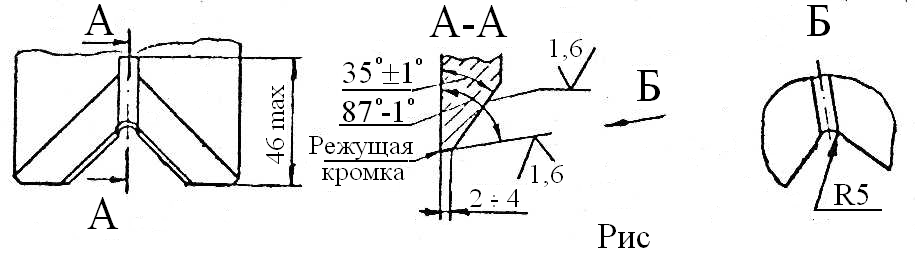 А
А
46 max
А-А
35°±1°
87°-1°
Режущая
кромка
1,6
1,6
2÷4
Б
Рис
Б
R5